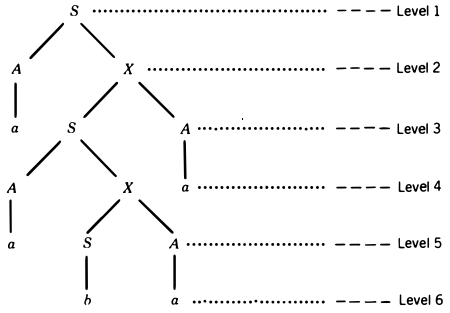 S Level 1
A X Level 2
a S A Level 3
A X a Level 4
a S A Level 5
b a Level 6